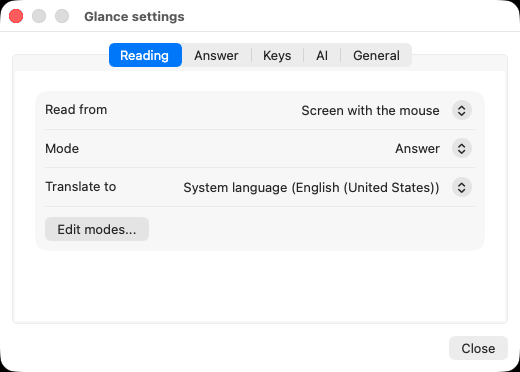 Glance settings
Reading Answer Keys AI General
Read from Screen with the mouse
Mode Answer
Translate to System language (English (United States))
Edit modes...
Close